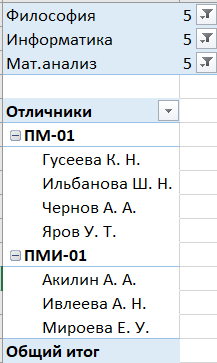 Философия 5
Информатика 5
Мат.анализ 5
Отличники
ПМ-01
Гусеева К. Н.
Ильбанова Ш. Н.
Чернов А. А.
Яров У. Т.
ПМИ-01
Акилин А. А.
Ивлеева А. Н.
Мироева Е. У.
Общий итог